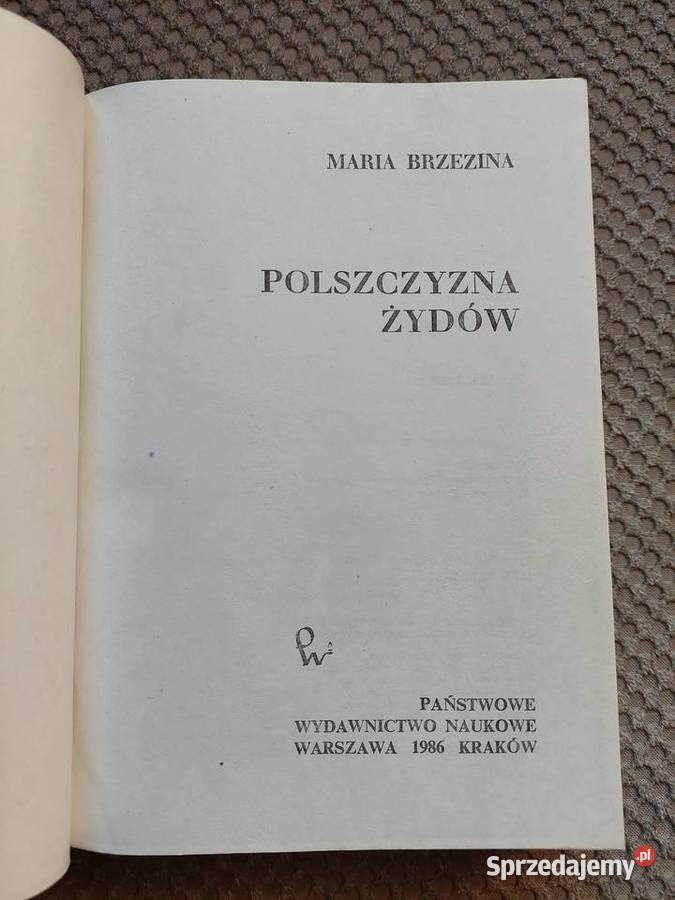 MARIA BRZEZINA
POLSZCZYZNA
ŻYDÓW
PAŃSTWOWE
WYDAWNICTWO NAUKOWE
WARSZAWA 1986 KRAKÓW
Sprzedajemy.pl